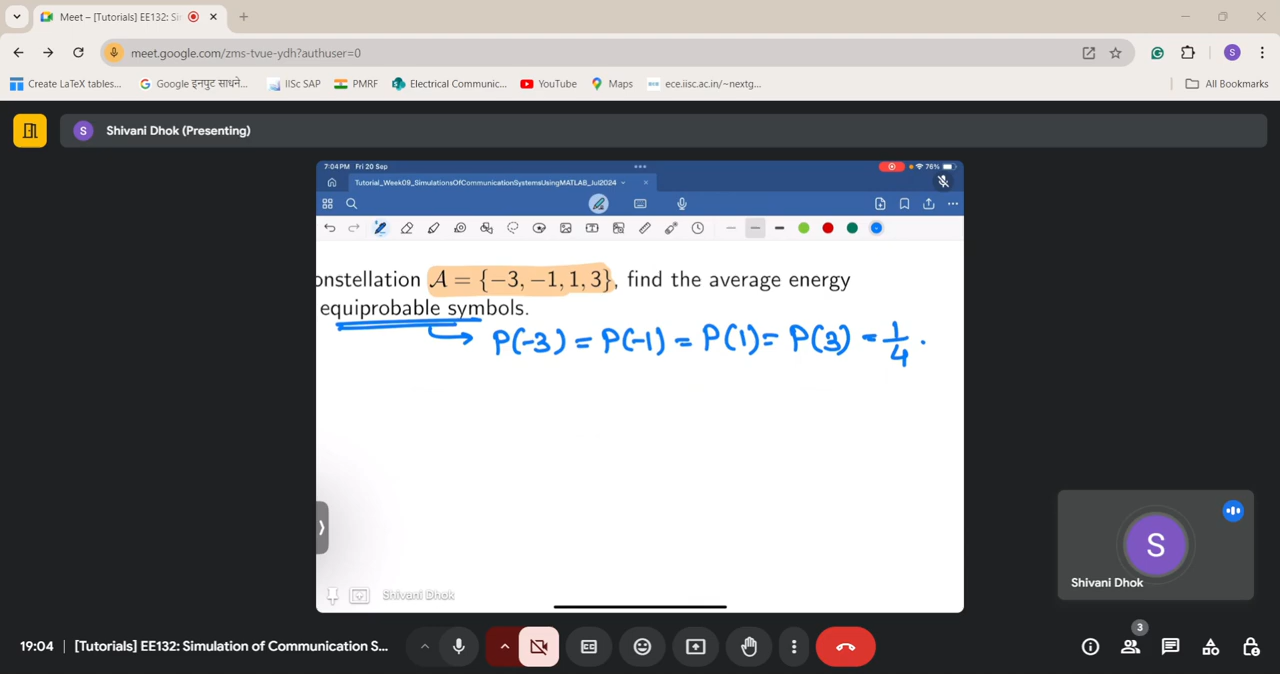 Meet – [Tutorials] EE132: Si
meet.google.com/zms-tvue-ydh?authuser=0
Create LaTeX tables... Google इनपुट साधने... IISc SAP PMRF Electrical Communic... YouTube Maps ece.iisc.ac.in/~nextg... All Bookmarks
S Shivani Dhok (Presenting)
7:04 PM Fri 20 Sep 76%
Tutorial_Week09_SimulationsOfCommunicationSystemsUsingMATLAB_Jul2024
onstellation 𝒜 = {−3, −1, 1, 3}, find the average energy
equiprobable symbols.
P(-3) = P(-1) = P(1) = P(3) = 1/4.
Shivani Dhok
S
Shivani Dhok
19:04 | [Tutorials] EE132: Simulation of Communication S... 3